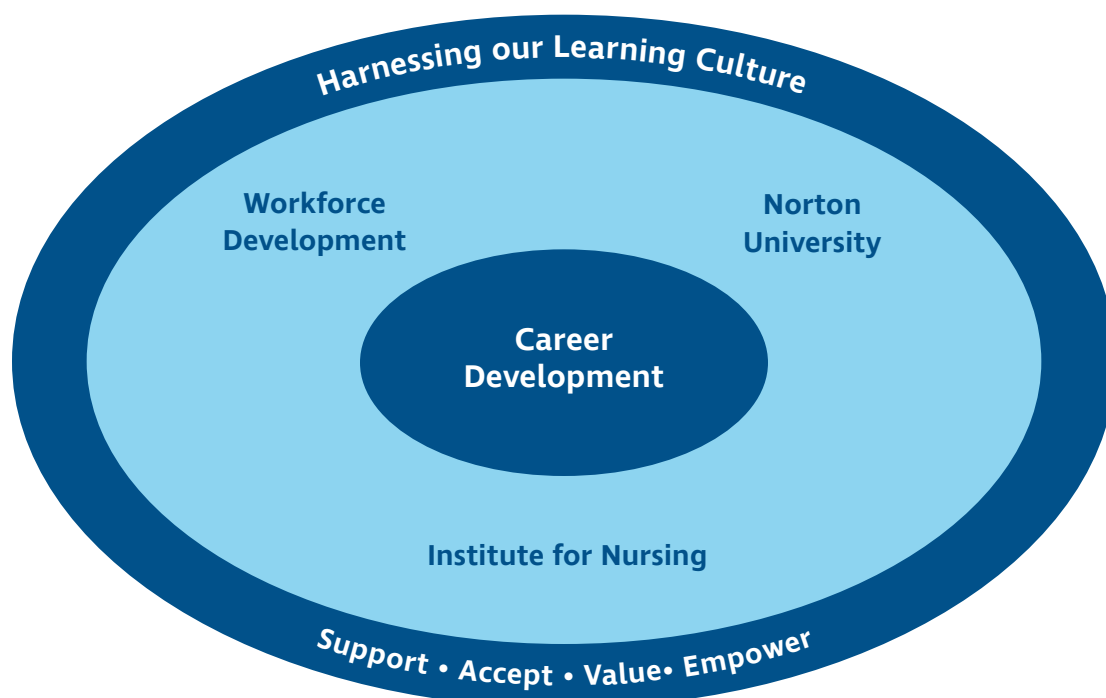 Harnessing our Learning Culture
Workforce
Development
Norton
University
Career
Development
Institute for Nursing
Support • Accept • Value• Empower